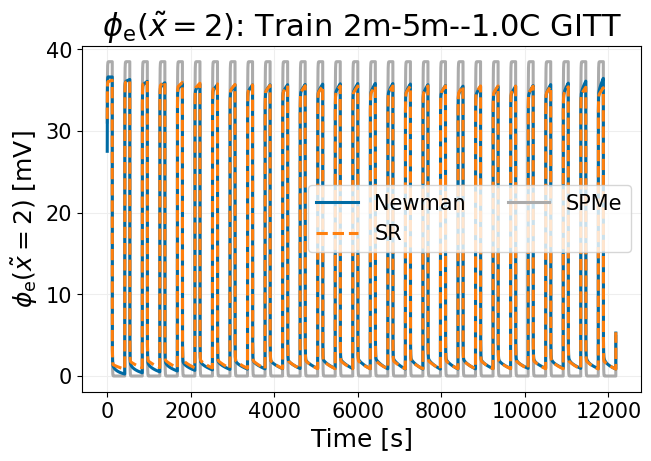 ϕₑ(x̃ = 2): Train 2m-5m--1.0C GITT
ϕₑ(x̃ = 2) [mV]
40
30
20
10
0
Newman
SR
SPMe
0 2000 4000 6000 8000 10000 12000
Time [s]